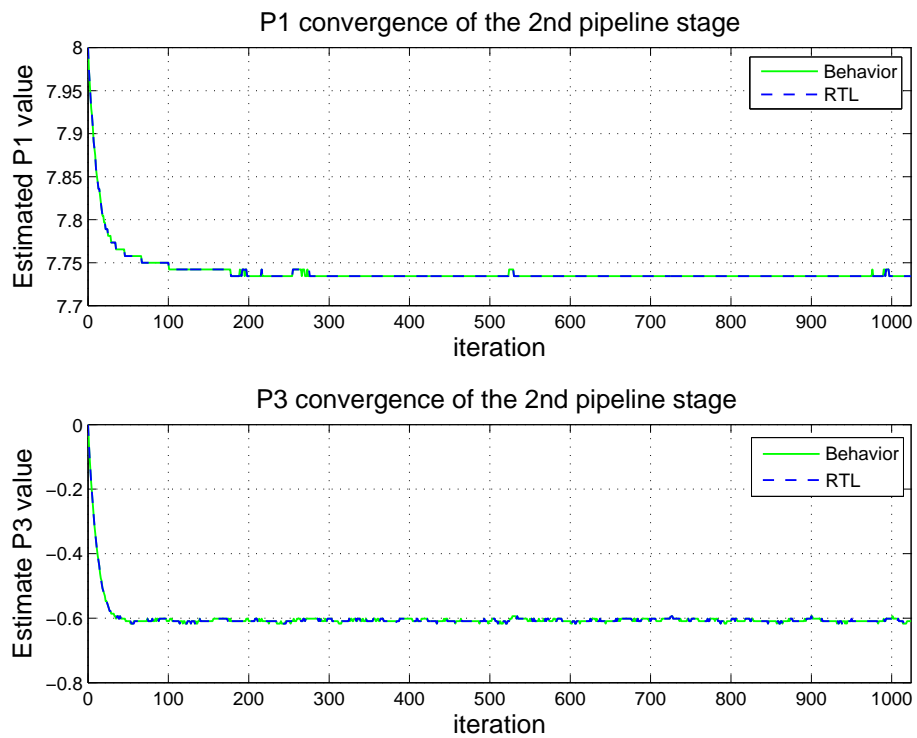 P1 convergence of the 2nd pipeline stage
8
7.95
7.9
7.85
7.8
7.75
7.7
Estimated P1 value
Behavior
RTL
0 100 200 300 400 500 600 700 800 900 1000
iteration
P3 convergence of the 2nd pipeline stage
0
−0.2
−0.4
−0.6
−0.8
Estimate P3 value
Behavior
RTL
0 100 200 300 400 500 600 700 800 900 1000
iteration